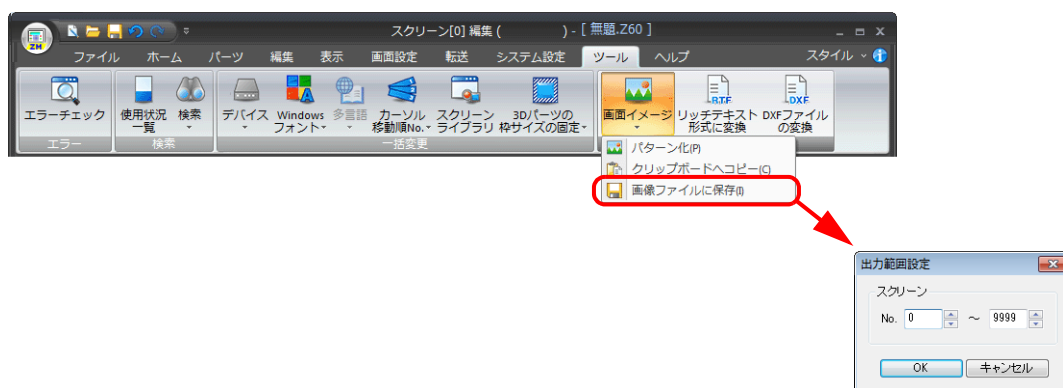 スクリーン[0] 編集 ( ) - [ 無題.Z60 ]
ZM
ファイル ホーム パーツ 編集 表示 画面設定 転送 システム設定 ツール ヘルプ スタイル
エラーチェック
使用状況一覧
検索
デバイス
Windowsフォント
多言語
カーソル移動順No.
スクリーンライブラリ
3Dパーツの枠サイズの固定
画面イメージ
R.T.F.
リッチテキスト形式に変換
DXF
DXFファイルの変換
エラー
検索
一括変更
パターン化(P)
クリップボードへコピー(C)
画像ファイルに保存(I)
出力範囲設定
スクリーン
No. 0 ～ 9999
OK キャンセル